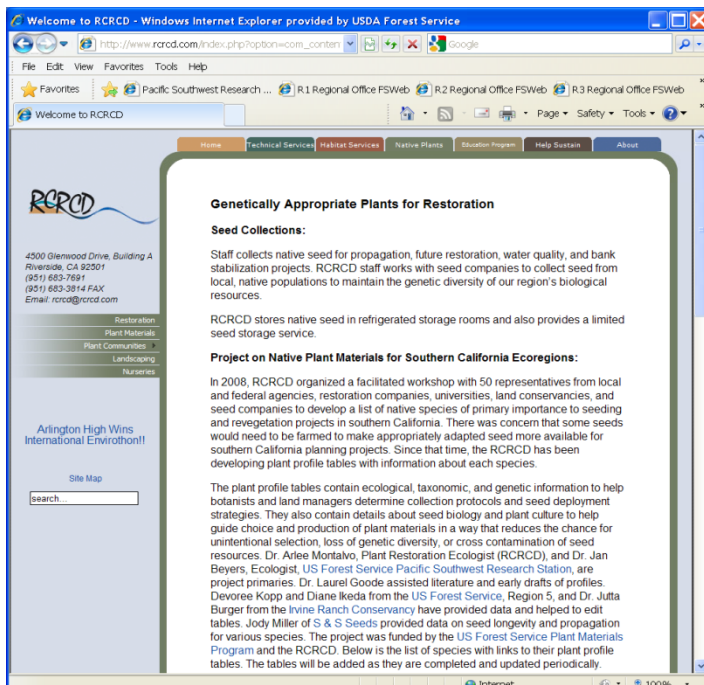 Welcome to RCRCD - Windows Internet Explorer provided by USDA Forest Service
http://www.rcrcd.com/index.php?option=com_conten
Google
File Edit View Favorites Tools Help
Favorites Pacific Southwest Research ... R1 Regional Office FSWeb R2 Regional Office FSWeb R3 Regional Office FSWeb
Welcome to RCRCD
Page Safety Tools
Home Technical Services Habitat Services Native Plants Education Program Help Sustain About
RCRCD
4500 Glenwood Drive, Building A
Riverside, CA 92501
(951) 683-7691
(951) 683-3814 FAX
Email: rcrcd@rcrcd.com
Restoration
Plant Materials
Plant Communities
Landscaping
Nurseries
Arlington High Wins
International Envirothon!!
Site Map
search...
Genetically Appropriate Plants for Restoration
Seed Collections:
Staff collects native seed for propagation, future restoration, water quality, and bank
stabilization projects. RCRCD staff works with seed companies to collect seed from
local, native populations to maintain the genetic diversity of our region's biological
resources.
RCRCD stores native seed in refrigerated storage rooms and also provides a limited
seed storage service.
Project on Native Plant Materials for Southern California Ecoregions:
In 2008, RCRCD organized a facilitated workshop with 50 representatives from local
and federal agencies, restoration companies, universities, land conservancies, and
seed companies to develop a list of native species of primary importance to seeding
and revegetation projects in southern California. There was concern that some seeds
would need to be farmed to make appropriately adapted seed more available for
southern California planning projects. Since that time, the RCRCD has been
developing plant profile tables with information about each species.
The plant profile tables contain ecological, taxonomic, and genetic information to help
botanists and land managers determine collection protocols and seed deployment
strategies. They also contain details about seed biology and plant culture to help
guide choice and production of plant materials in a way that reduces the chance for
unintentional selection, loss of genetic diversity, or cross contamination of seed
resources. Dr. Arlee Montalvo, Plant Restoration Ecologist (RCRCD), and Dr. Jan
Beyers, Ecologist, US Forest Service Pacific Southwest Research Station, are
project primaries. Dr. Laurel Goode assisted literature and early drafts of profiles.
Devoree Kopp and Diane Ikeda from the US Forest Service, Region 5, and Dr. Jutta
Burger from the Irvine Ranch Conservancy have provided data and helped to edit
tables. Jody Miller of S & S Seeds provided data on seed longevity and propagation
for various species. The project was funded by the US Forest Service Plant Materials
Program and the RCRCD. Below is the list of species with links to their plant profile
tables. The tables will be added as they are completed and updated periodically.
Internet 100%